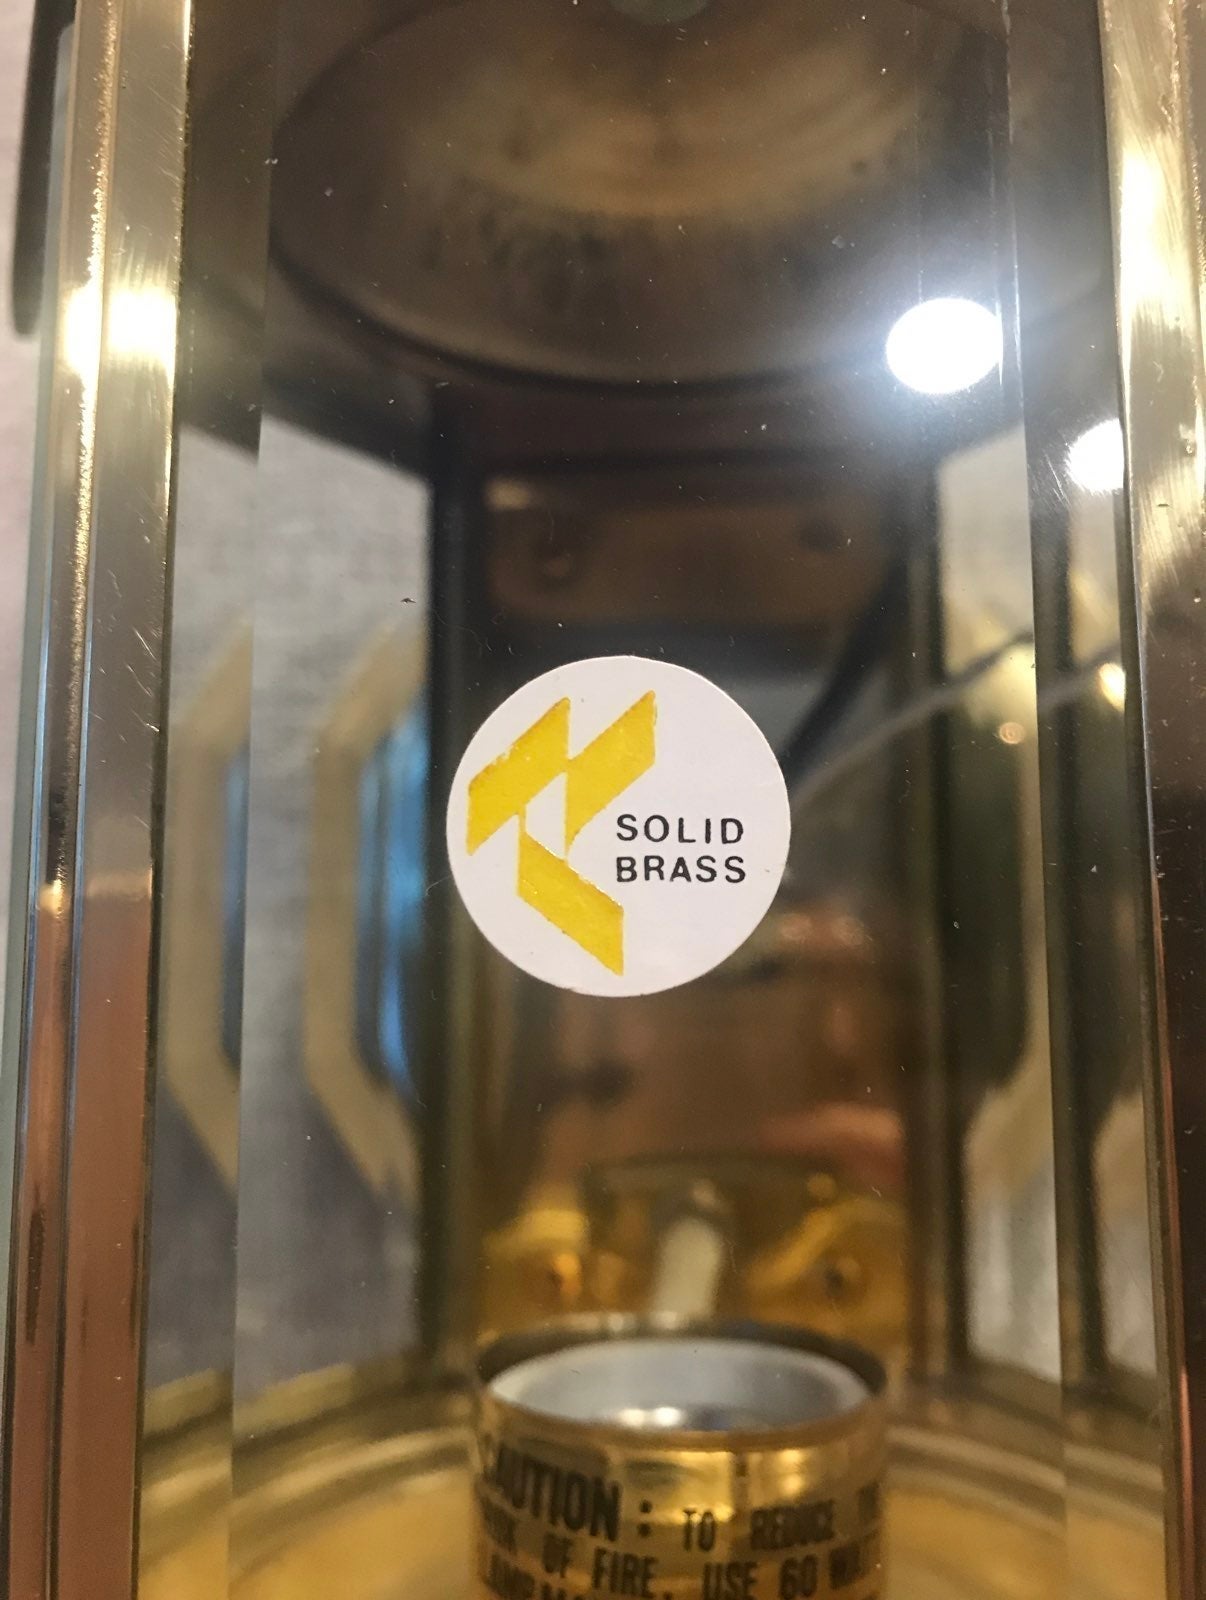 SOLID
BRASS
CAUTION: TO REDUCE
OF FIRE, USE 60